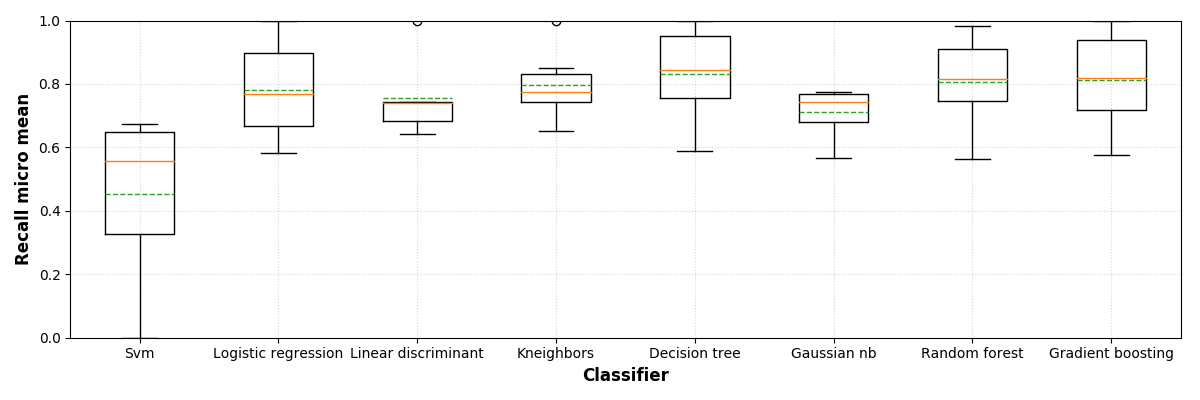 Recall micro mean
1.0
0.8
0.6
0.4
0.2
0.0
Svm Logistic regression Linear discriminant Kneighbors Decision tree Gaussian nb Random forest Gradient boosting
Classifier